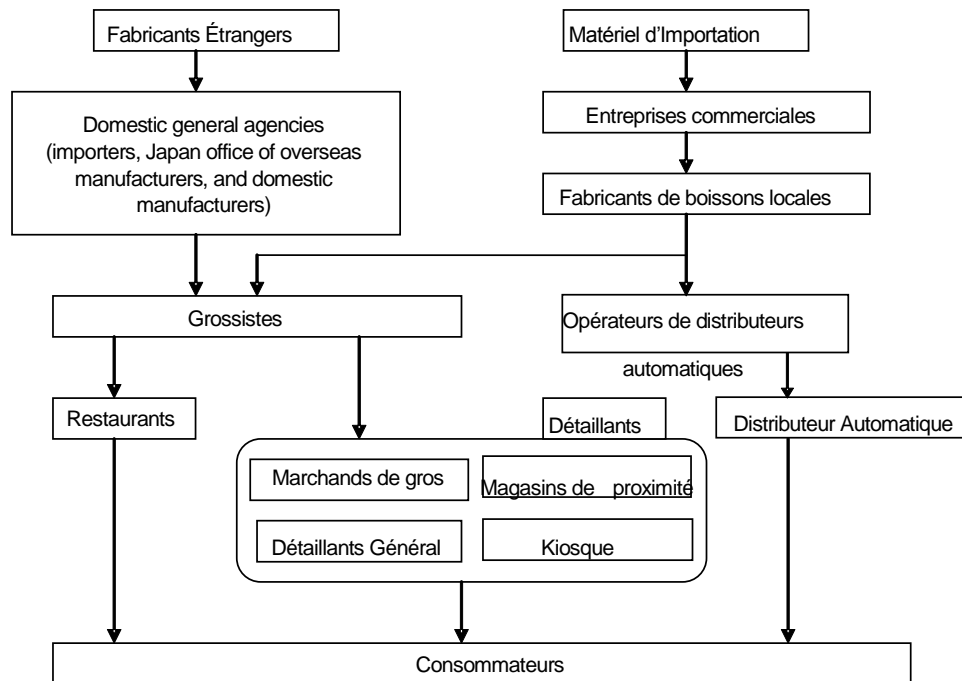 Fabricants Étrangers
Matériel d'Importation
Domestic general agencies
(importers, Japan office of overseas
manufacturers, and domestic
manufacturers)
Entreprises commerciales
Fabricants de boissons locales
Grossistes
Opérateurs de distributeurs
automatiques
Restaurants
Détaillants
Distributeur Automatique
Marchands de gros
Magasins de proximité
Détaillants Général
Kiosque
Consommateurs